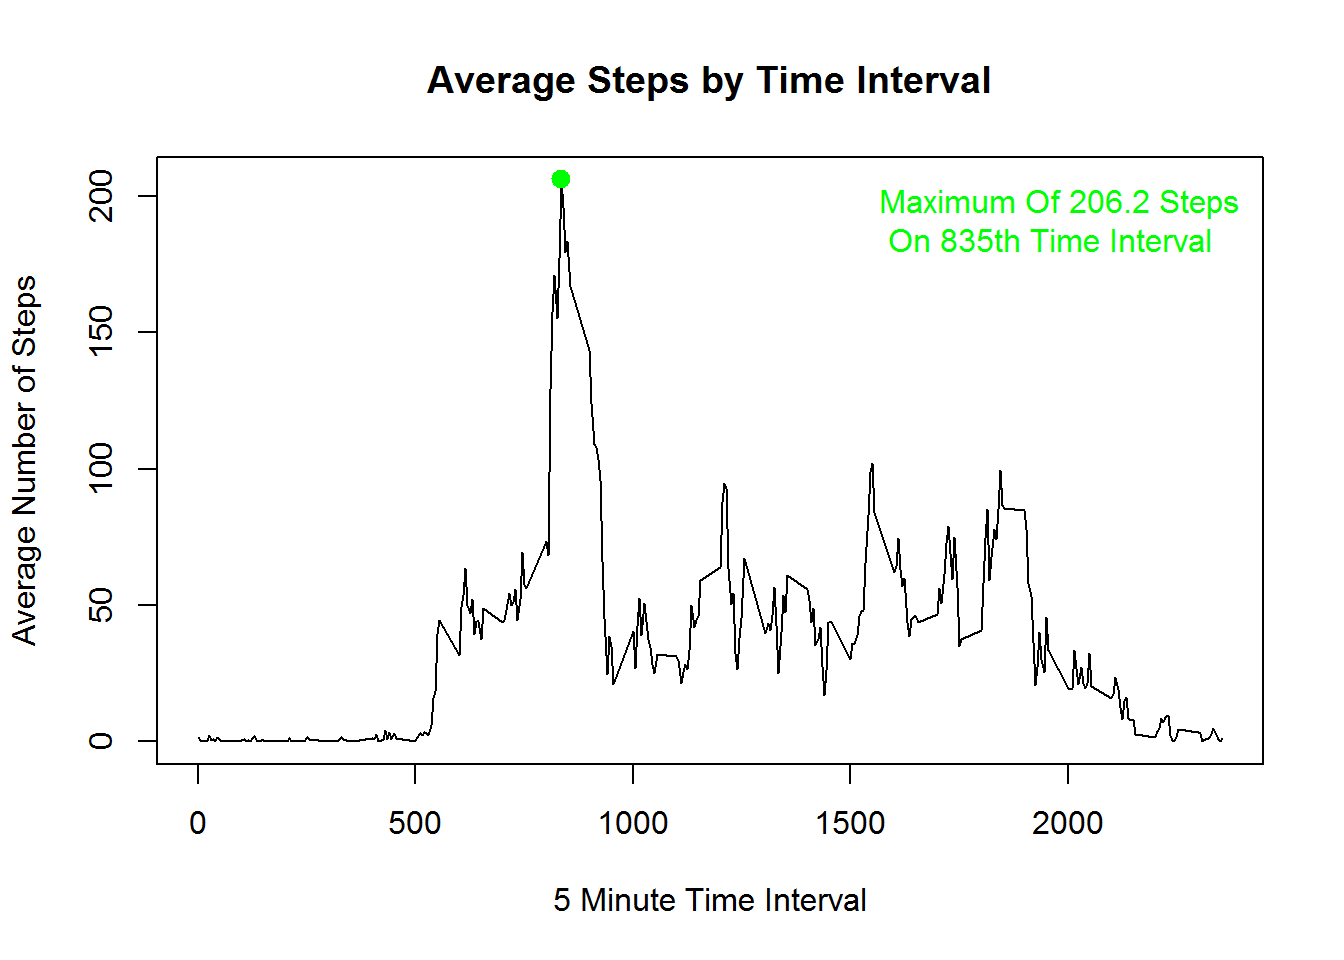 Average Steps by Time Interval
Maximum Of 206.2 Steps
On 835th Time Interval
Average Number of Steps
200
150
100
50
0
0 500 1000 1500 2000
5 Minute Time Interval